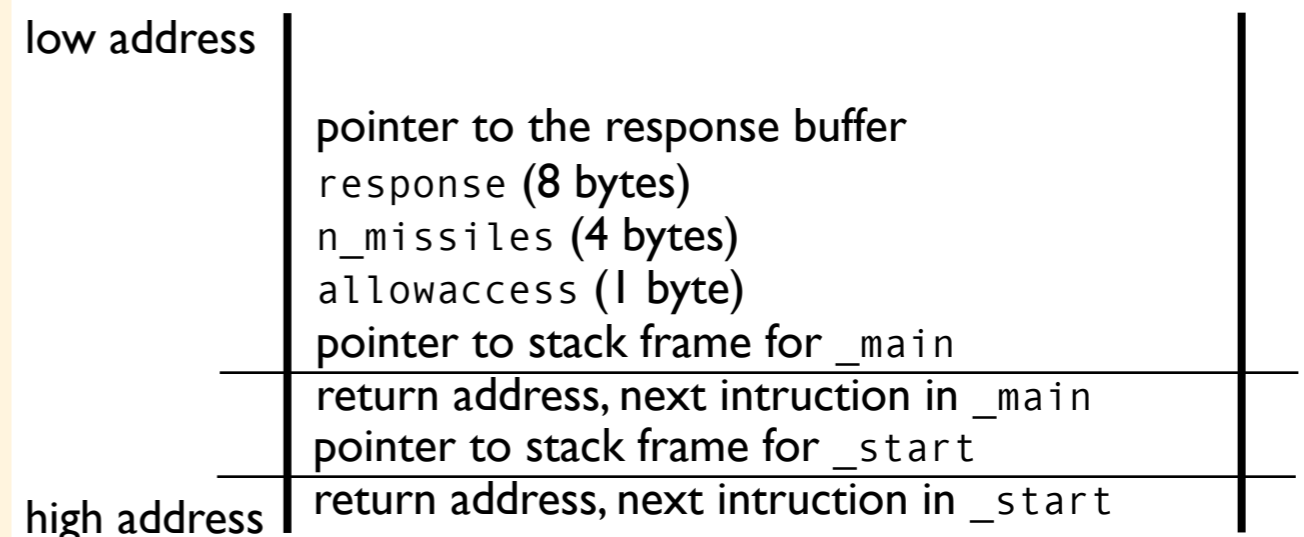 low address
pointer to the response buffer
response (8 bytes)
n_missiles (4 bytes)
allowaccess (1 byte)
pointer to stack frame for _main
return address, next intruction in _main
pointer to stack frame for _start
return address, next intruction in _start
high address